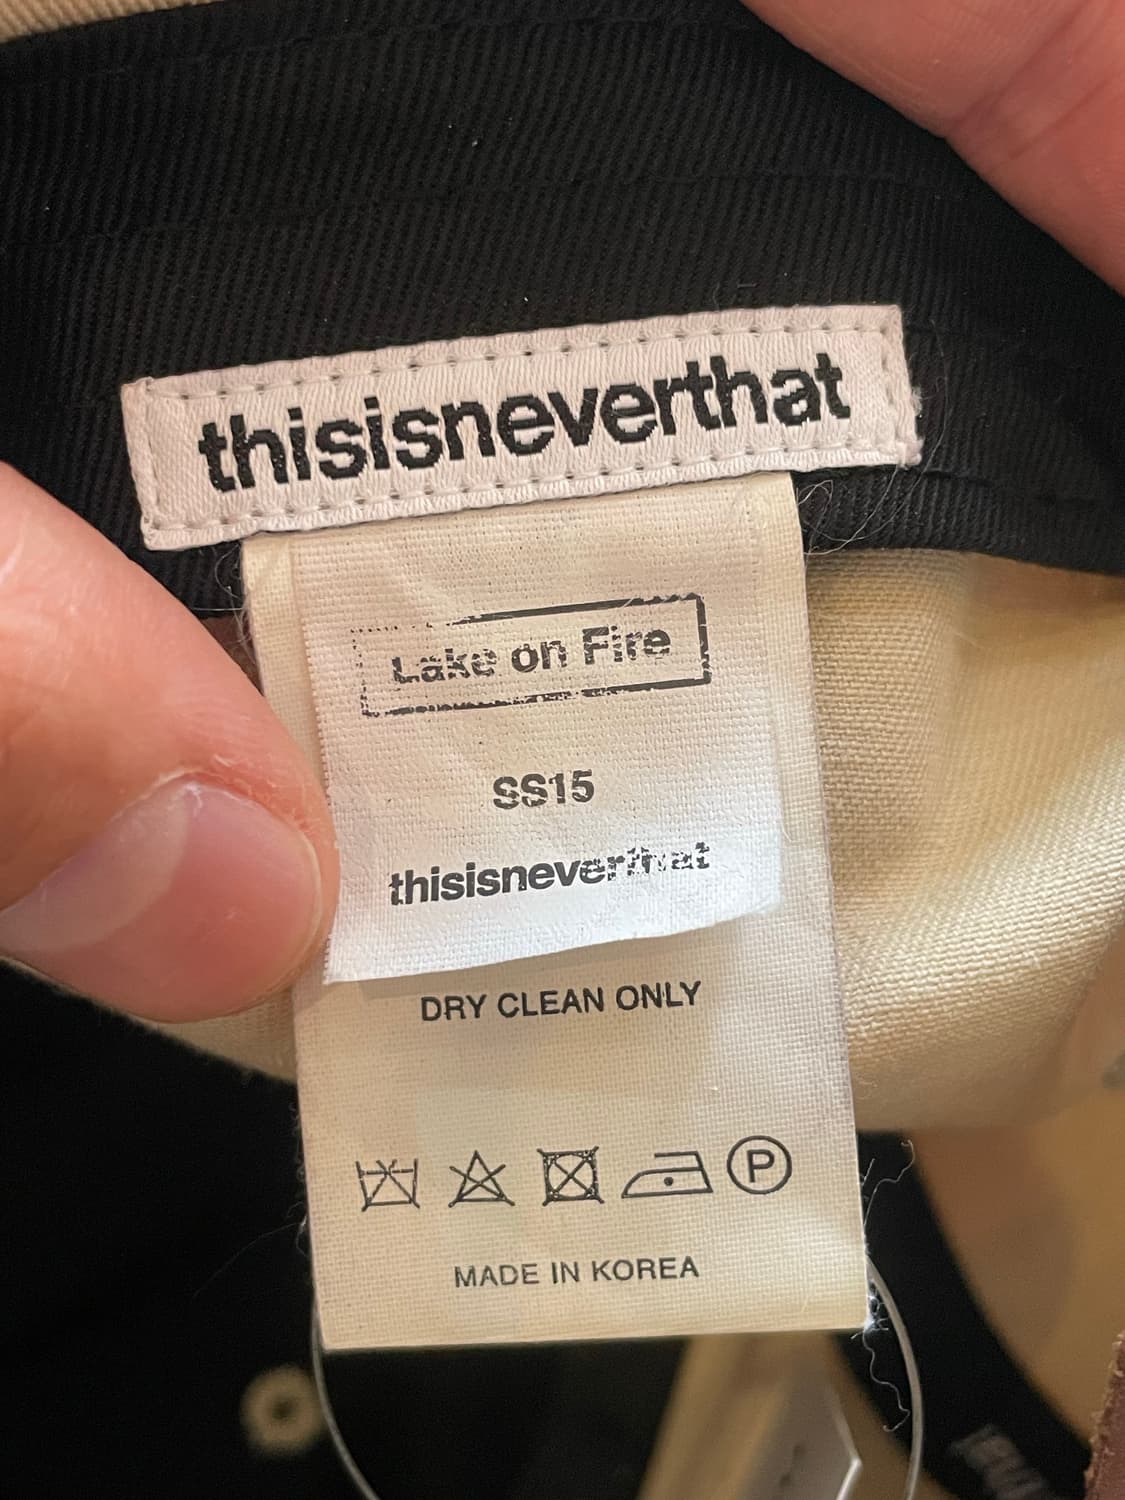 thisisneverthat
Lake on Fire
SS15
thisisneverthat
DRY CLEAN ONLY
P
MADE IN KOREA